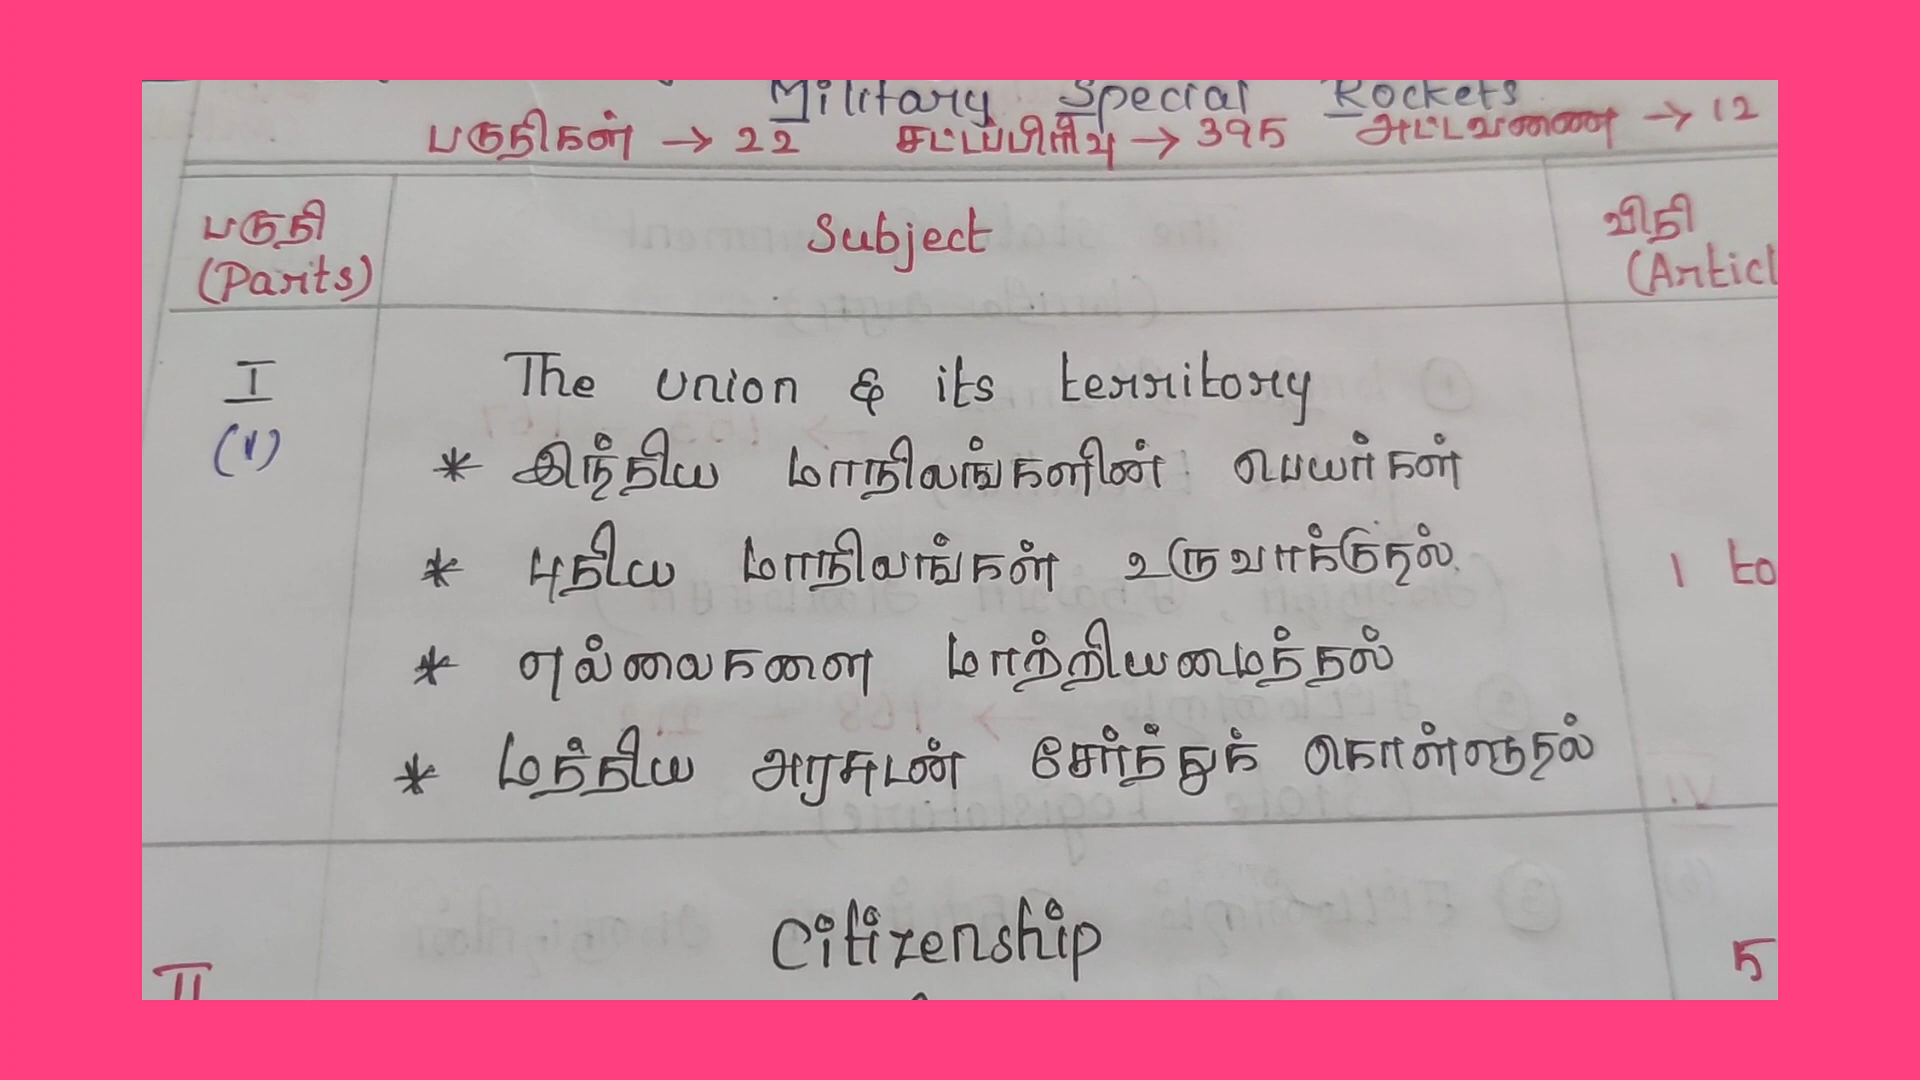 Military Special Rockets
பகுதிகள் → 22 சட்டப்பிரிவு → 395 அட்டவணை → 12
பகுதி Subject விதி
(Parts) (Articl
I The union & its territory
(1) * இந்திய மாநிலங்களின் பெயர்கள்
* புதிய மாநிலங்கள் உருவாக்குதல்
1 to
* எல்லைகளை மாற்றியமைத்தல்
* மத்திய அரசுடன் சேர்த்துக் கொள்ளுதல்
Citizenship
II 5